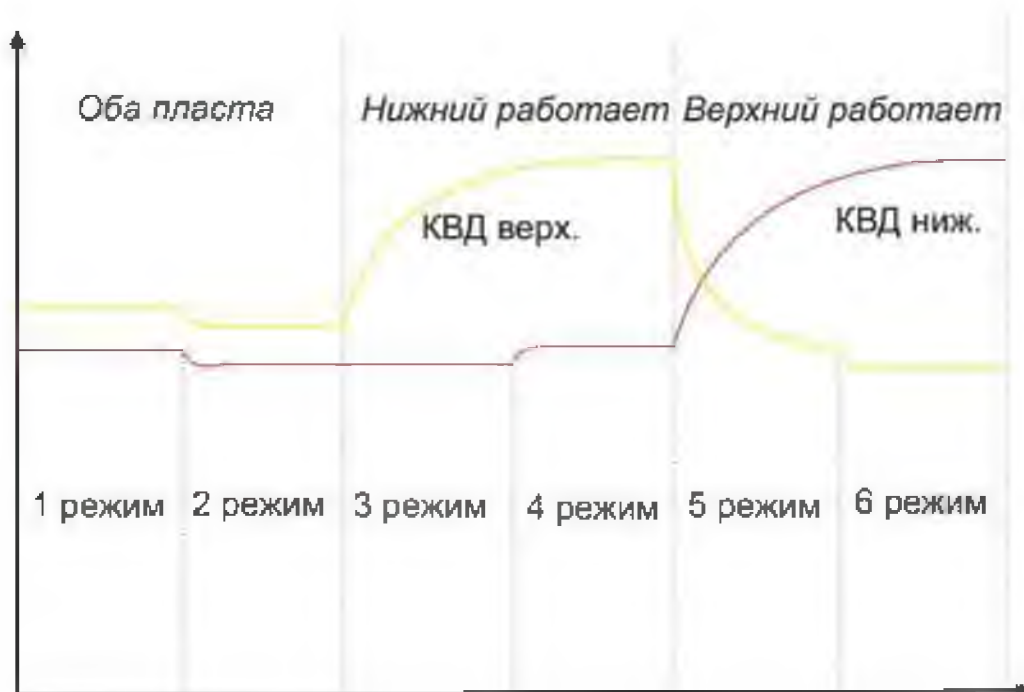 Оба пласта
Нижний работает
Верхний работает
КВД верх.
КВД ниж.
1 режим
2 режим
3 режим
4 режим
5 режим
6 режим